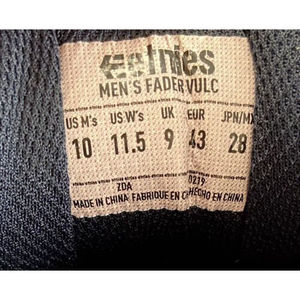 etnies
MEN'S FADER VULC
US M's US W's UK EUR JPN/MX
10 11.5 9 43 28
ZDA 0219
MADE IN CHINA FABRIQUE EN C HECHO EN CHINA